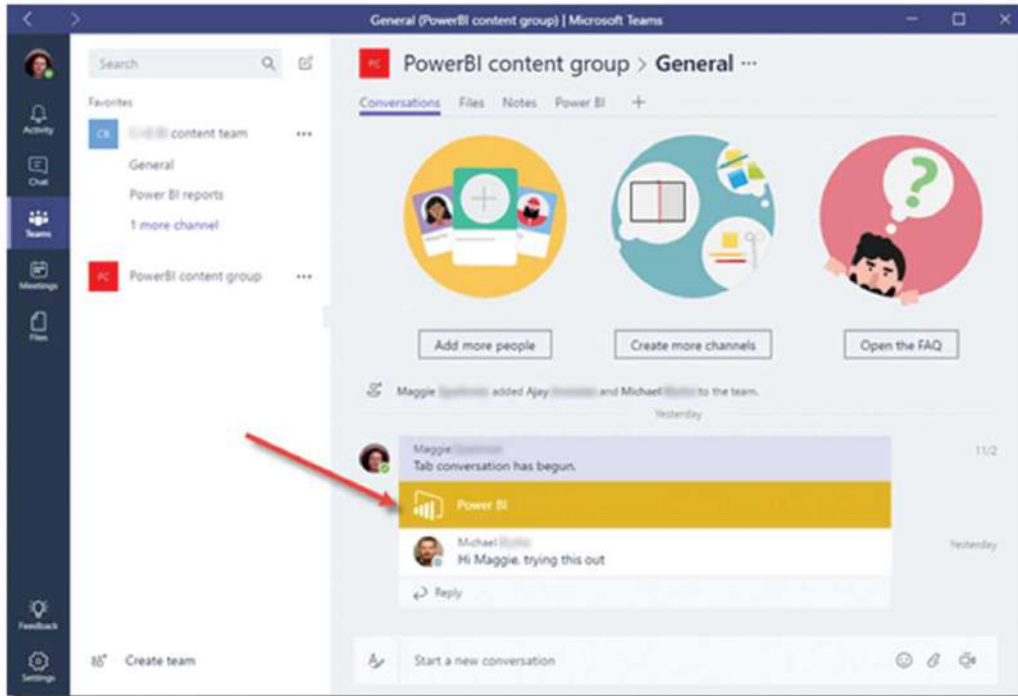 General (PowerBI content group) | Microsoft Teams
Search
PC PowerBI content group > General ...
Conversations Files Notes Power BI +
Favorites
CB content team ...
General
Power BI reports
1 more channel
PC PowerBI content group ...
Activity
Chat
Teams
Meetings
Files
Feedback
Settings
Create team
Add more people
Create more channels
Open the FAQ
Maggie added Ajay and Michael to the team.
Yesterday
Maggie 11/2
Tab conversation has begun.
Power BI
Michael Yesterday
Hi Maggie, trying this out
Reply
Start a new conversation